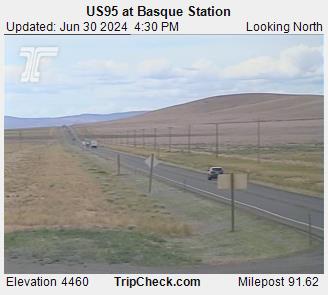 US95 at Basque Station
Updated: Jun 30 2024 4:30 PM Looking North
Elevation 4460 TripCheck.com Milepost 91.62